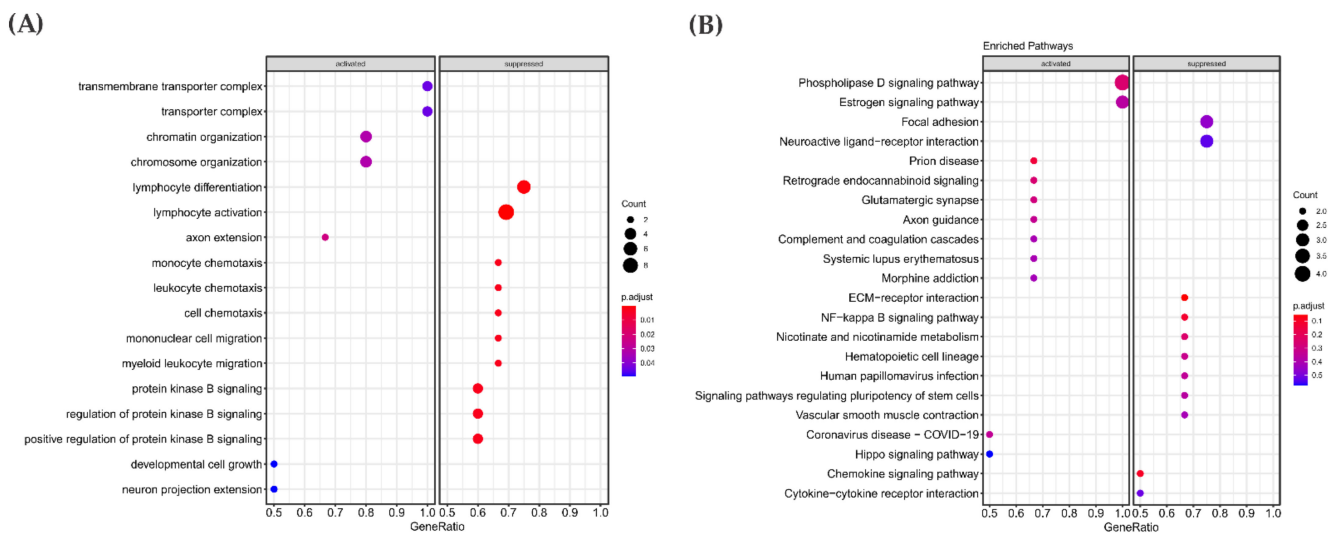 (A)
activated
suppressed
transmembrane transporter complex
transporter complex
chromatin organization
chromosome organization
lymphocyte differentiation
lymphocyte activation
axon extension
monocyte chemotaxis
leukocyte chemotaxis
cell chemotaxis
mononuclear cell migration
myeloid leukocyte migration
protein kinase B signaling
regulation of protein kinase B signaling
positive regulation of protein kinase B signaling
developmental cell growth
neuron projection extension
0.5 0.6 0.7 0.8 0.9 1.0 0.5 0.6 0.7 0.8 0.9 1.0
GeneRatio
Count
2
4
6
8
p.adjust
0.01
0.02
0.03
0.04
(B)
Enriched Pathways
activated
suppressed
Phospholipase D signaling pathway
Estrogen signaling pathway
Focal adhesion
Neuroactive ligand−receptor interaction
Prion disease
Retrograde endocannabinoid signaling
Glutamatergic synapse
Axon guidance
Complement and coagulation cascades
Systemic lupus erythematosus
Morphine addiction
ECM−receptor interaction
NF−kappa B signaling pathway
Nicotinate and nicotinamide metabolism
Hematopoietic cell lineage
Human papillomavirus infection
Signaling pathways regulating pluripotency of stem cells
Vascular smooth muscle contraction
Coronavirus disease − COVID−19
Hippo signaling pathway
Chemokine signaling pathway
Cytokine−cytokine receptor interaction
0.5 0.6 0.7 0.8 0.9 1.0 0.5 0.6 0.7 0.8 0.9 1.0
GeneRatio
Count
2.0
2.5
3.0
3.5
4.0
p.adjust
0.1
0.2
0.3
0.4
0.5